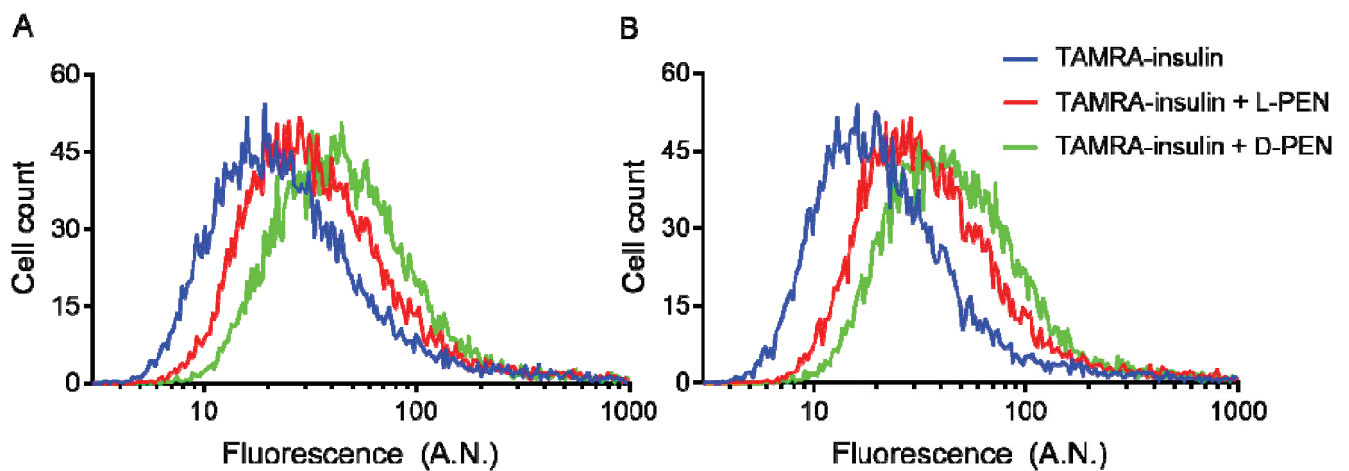 A
60
45
30
15
0
Cell count
10
100
1000
Fluorescence (A.N.)
B
60
45
30
15
0
Cell count
10
100
1000
Fluorescence (A.N.)
TAMRA-insulin
TAMRA-insulin + L-PEN
TAMRA-insulin + D-PEN